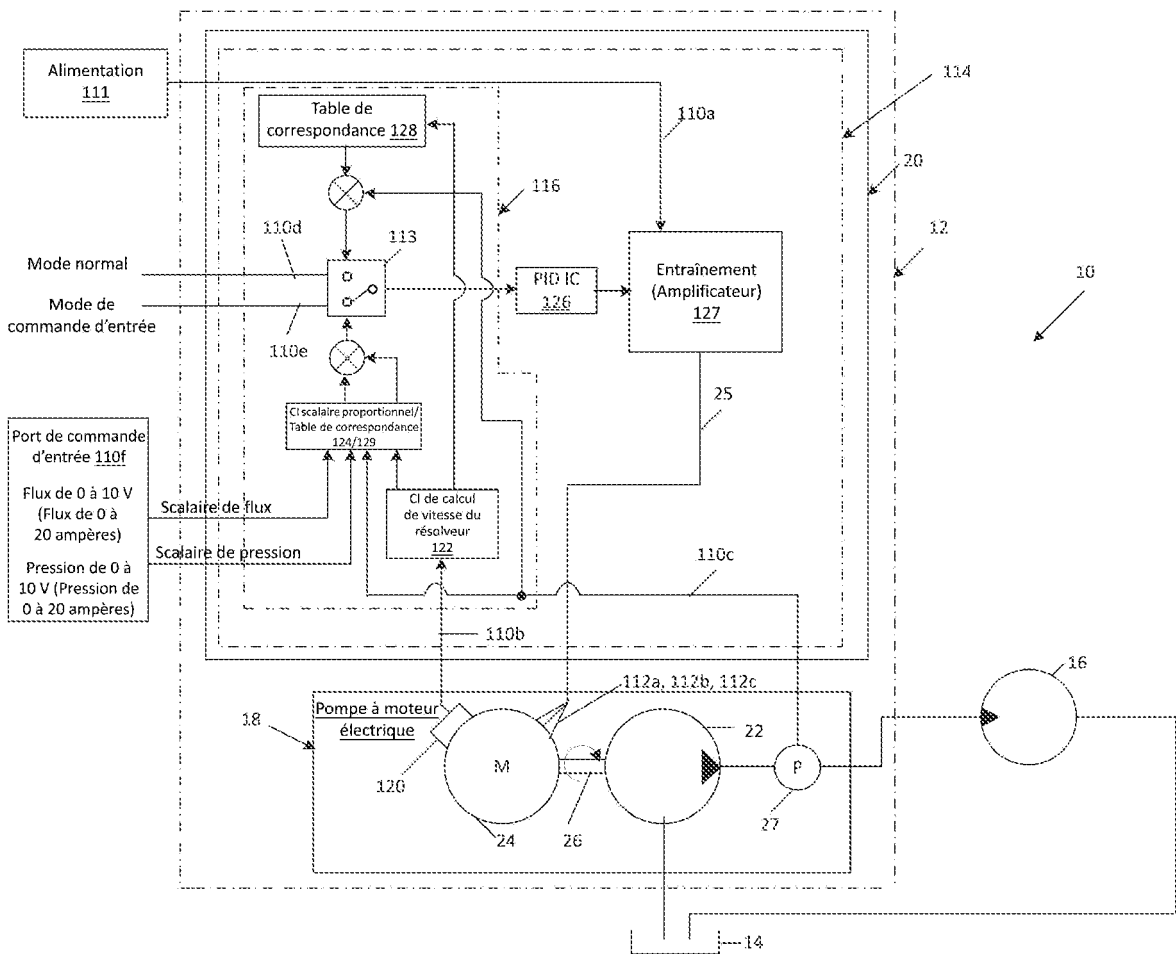 Alimentation
111
Table de
correspondance 128
110a
114
20
12
10
116
110d
113
Mode normal
Mode de
commande d'entrée
110e
PID IC
126
Entraînement
(Amplificateur)
127
25
CI scalaire proportionnel/
Table de correspondance
124/129
Port de commande
d'entrée 110f
Flux de 0 à 10 V
(Flux de 0 à
20 ampères)
Pression de 0 à
10 V (Pression de
0 à 20 ampères)
Scalaire de flux
Scalaire de pression
CI de calcul
de vitesse du
résolveur
122
110c
110b
112a, 112b, 112c
16
18
Pompe à moteur
électrique
22
120
M
P
24
26
27
14